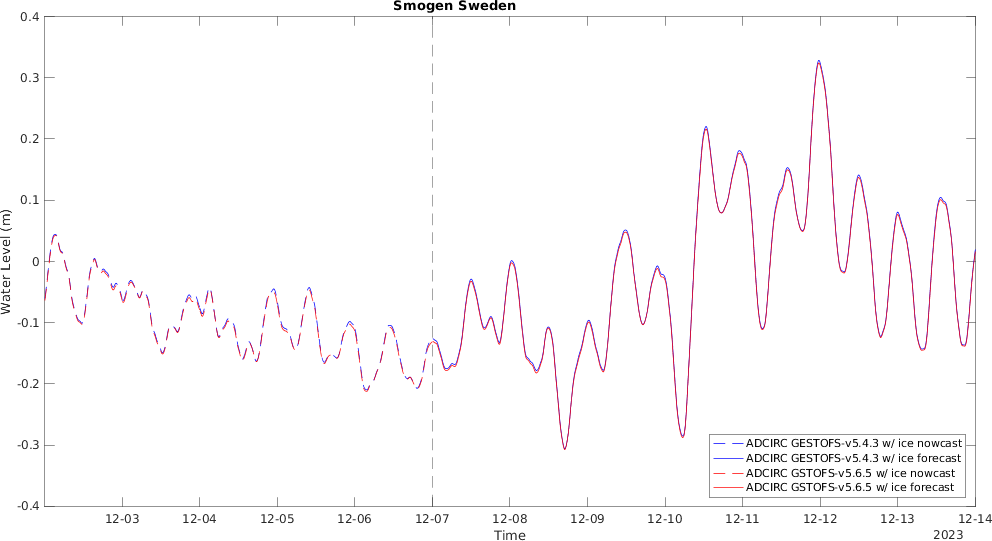 Smogen Sweden
0.4
0.3
0.2
0.1
0
-0.1
-0.2
-0.3
-0.4
Water Level (m)
12-03 12-04 12-05 12-06 12-07 12-08 12-09 12-10 12-11 12-12 12-13 12-14
Time
2023
ADCIRC GESTOFS-v5.4.3 w/ ice nowcast
ADCIRC GESTOFS-v5.4.3 w/ ice forecast
ADCIRC GSTOFS-v5.6.5 w/ ice nowcast
ADCIRC GSTOFS-v5.6.5 w/ ice forecast